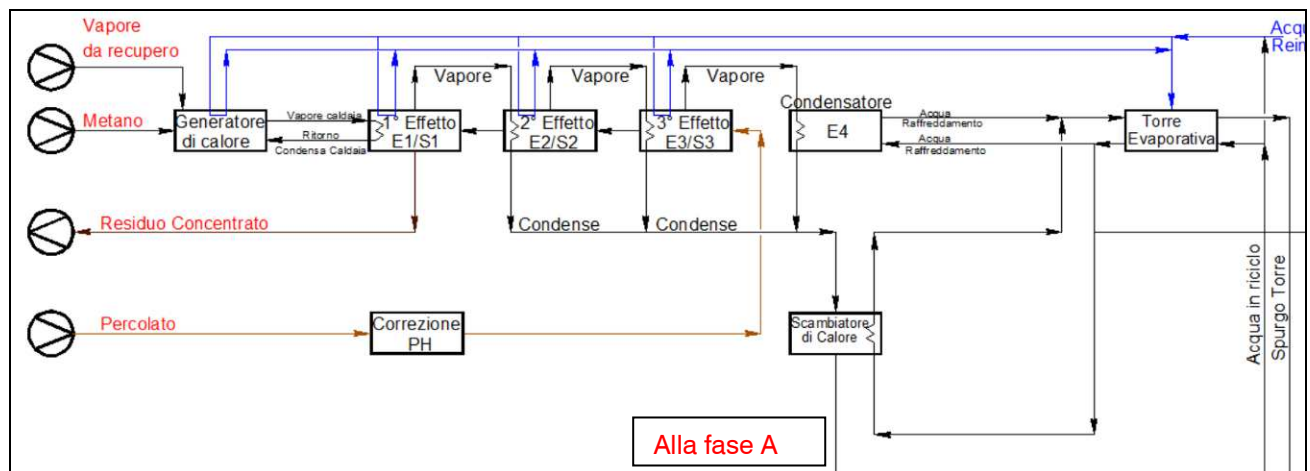 Vapore
da recupero
Acqu
Rein
Vapore
Vapore
Vapore
Condensatore
E4
Metano
Generatore
di calore
Vapore caldaia
Ritorno
Condensa Caldaia
1° Effetto
E1/S1
2° Effetto
E2/S2
3° Effetto
E3/S3
Acqua
Raffreddamento
Acqua
Raffreddamento
Torre
Evaporativa
Residuo Concentrato
Condense
Condense
Percolato
Correzione
PH
Scambiatore
di Calore
Acqua in riciclo
Spurgo Torre
Alla fase A